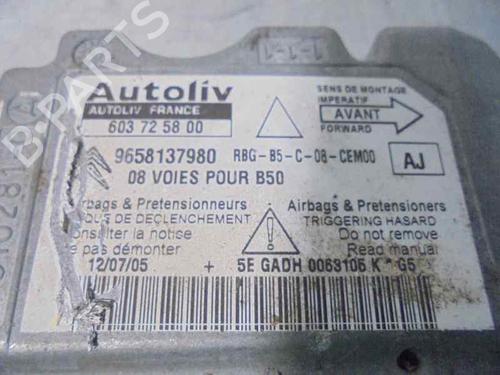 Autoliv
AUTOLIV FRANCE
603 72 58 00
SENS DE MONTAGE
IMPERATIF
AVANT
FORWARD
9658137980 RBG-B5-C-08-CEM00 AJ
08 VOIES POUR B50
Airbags & Pretensionneurs
DE DECLENCHEMENT
la notice
pas démonter
Airbags & Pretensioners
TRIGGERING HASARD
Do not remove
Read manual
12/07/05 + 5E GADH 0063106 K * G5
B-PARTS